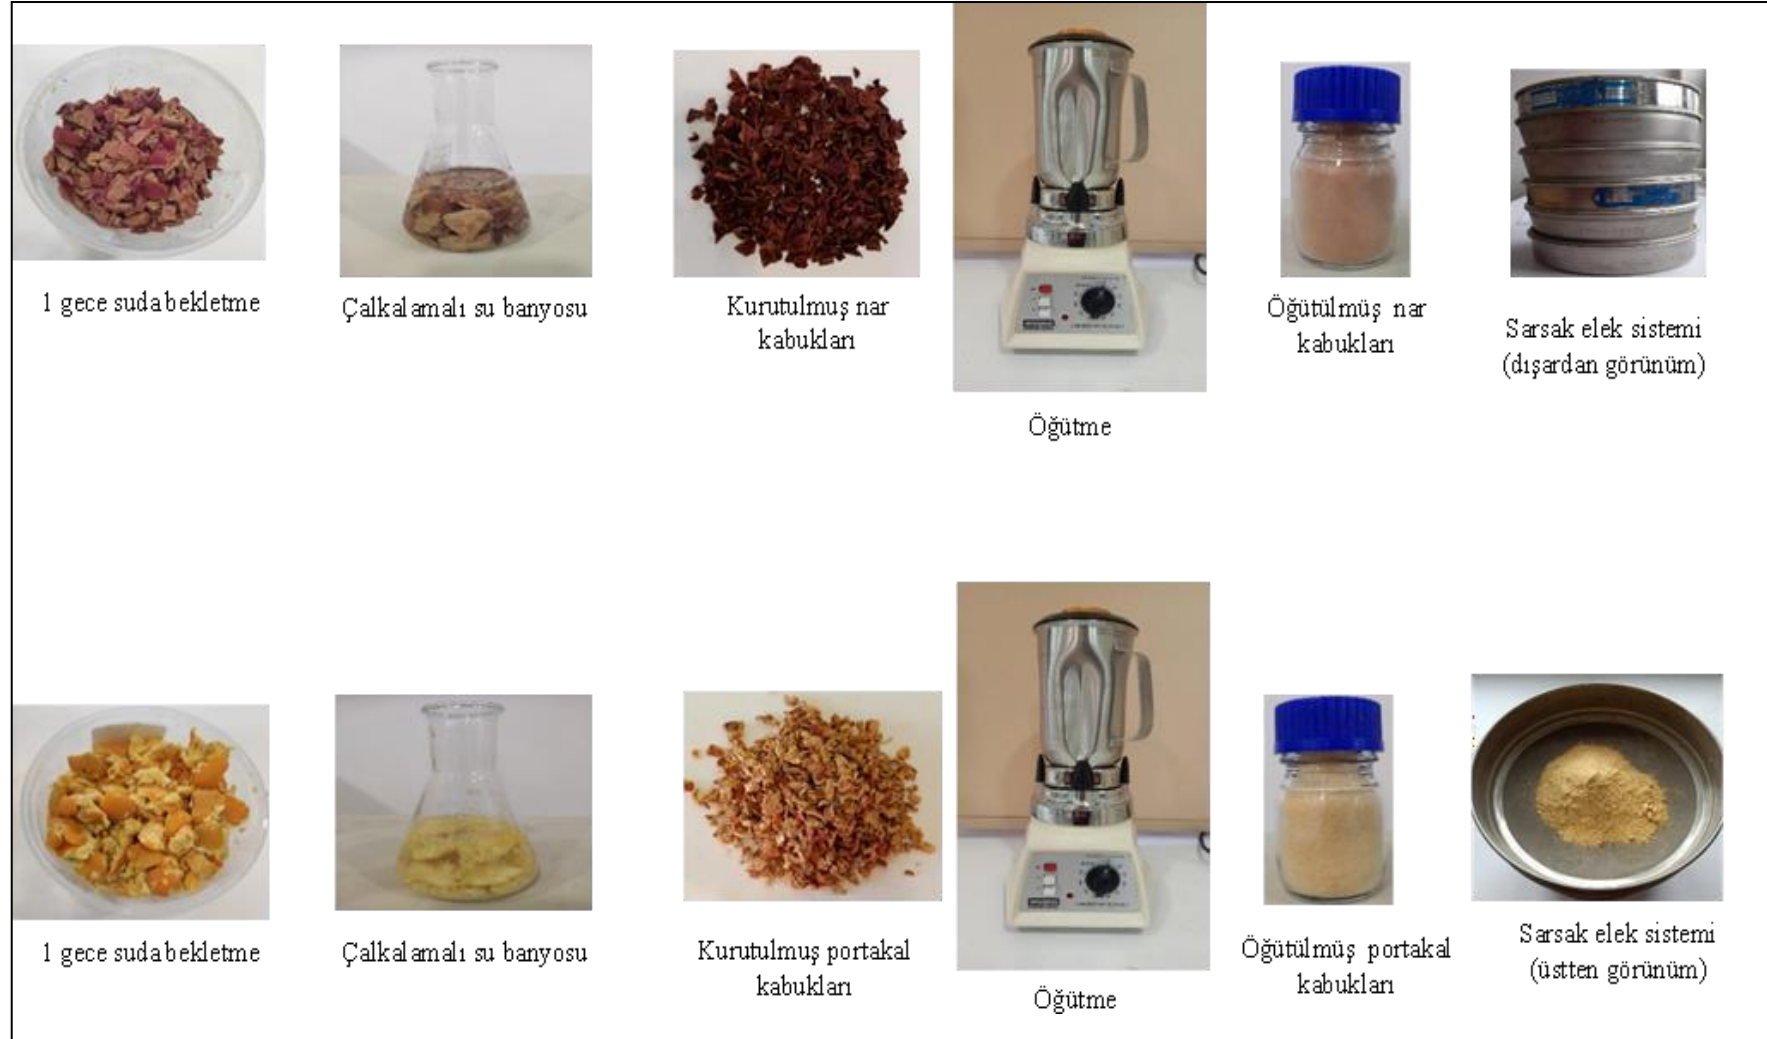 1 gece suda bekletme
Çalkalamalı su banyosu
Kurutulmuş nar
kabukları
Öğütme
Öğütülmüş nar
kabukları
Sarsak elek sistemi
(dışardan görünüm)
1 gece suda bekletme
Çalkalamalı su banyosu
Kurutulmuş portakal
kabukları
Öğütme
Öğütülmüş portakal
kabukları
Sarsak elek sistemi
(üstten görünüm)